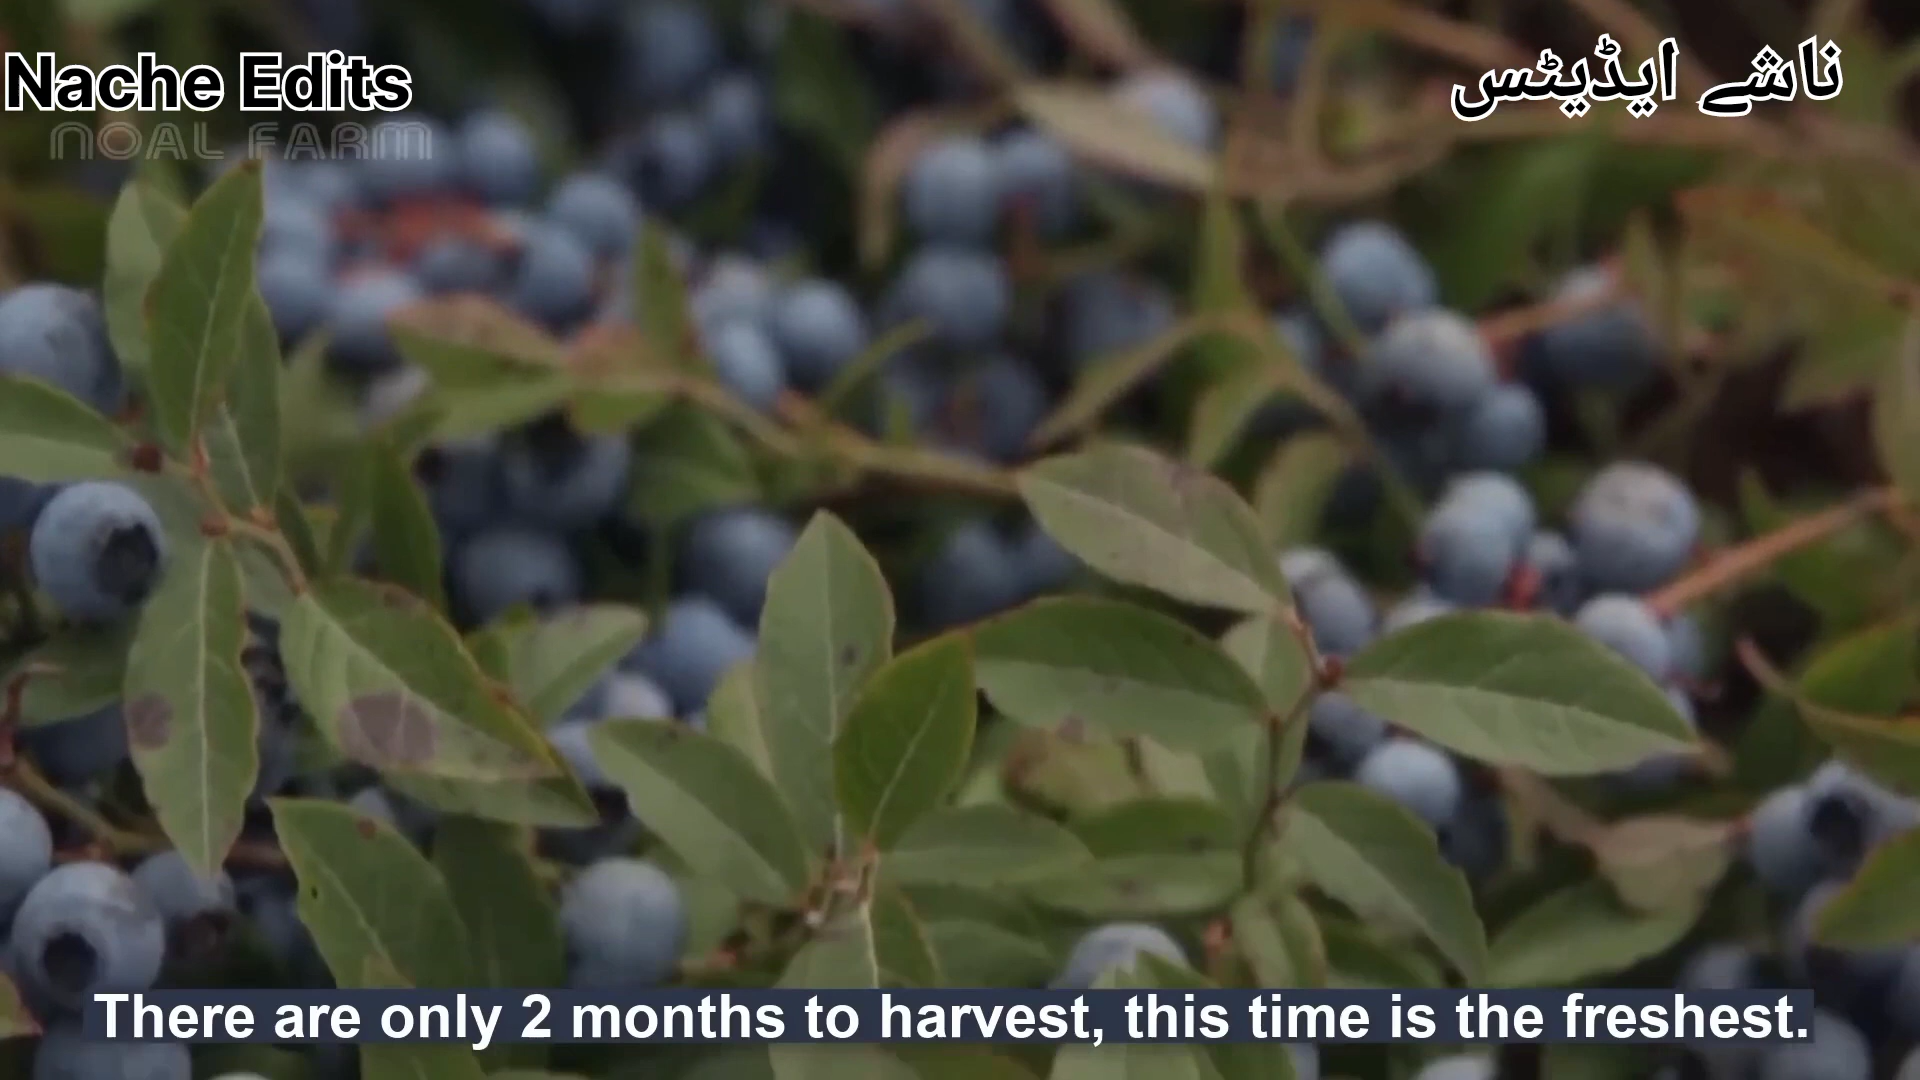 Nache Edits
ناشے ایڈیٹس
NOAL FARM
There are only 2 months to harvest, this time is the freshest.